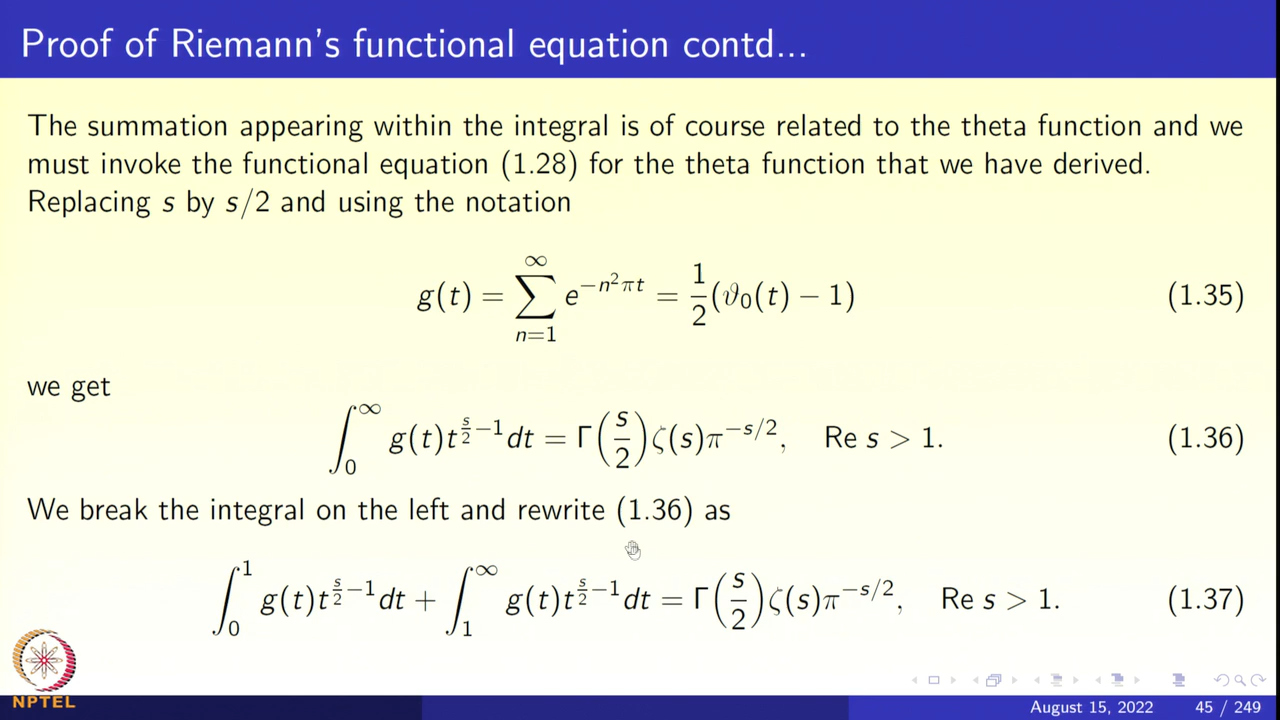 Proof of Riemann's functional equation contd...
The summation appearing within the integral is of course related to the theta function and we
must invoke the functional equation (1.28) for the theta function that we have derived.
Replacing s by s/2 and using the notation
g(t) = ∑_{n=1}^{∞} e^{−n²πt} = 1/2 (ϑ₀(t) − 1) (1.35)
we get
∫_0^∞ g(t)t^{s/2 −1}dt = Γ(s/2)ζ(s)π^{−s/2}, Re s > 1. (1.36)
We break the integral on the left and rewrite (1.36) as
∫_0^1 g(t)t^{s/2 −1}dt + ∫_1^∞ g(t)t^{s/2 −1}dt = Γ(s/2)ζ(s)π^{−s/2}, Re s > 1. (1.37)
NPTEL
August 15, 2022 45 / 249